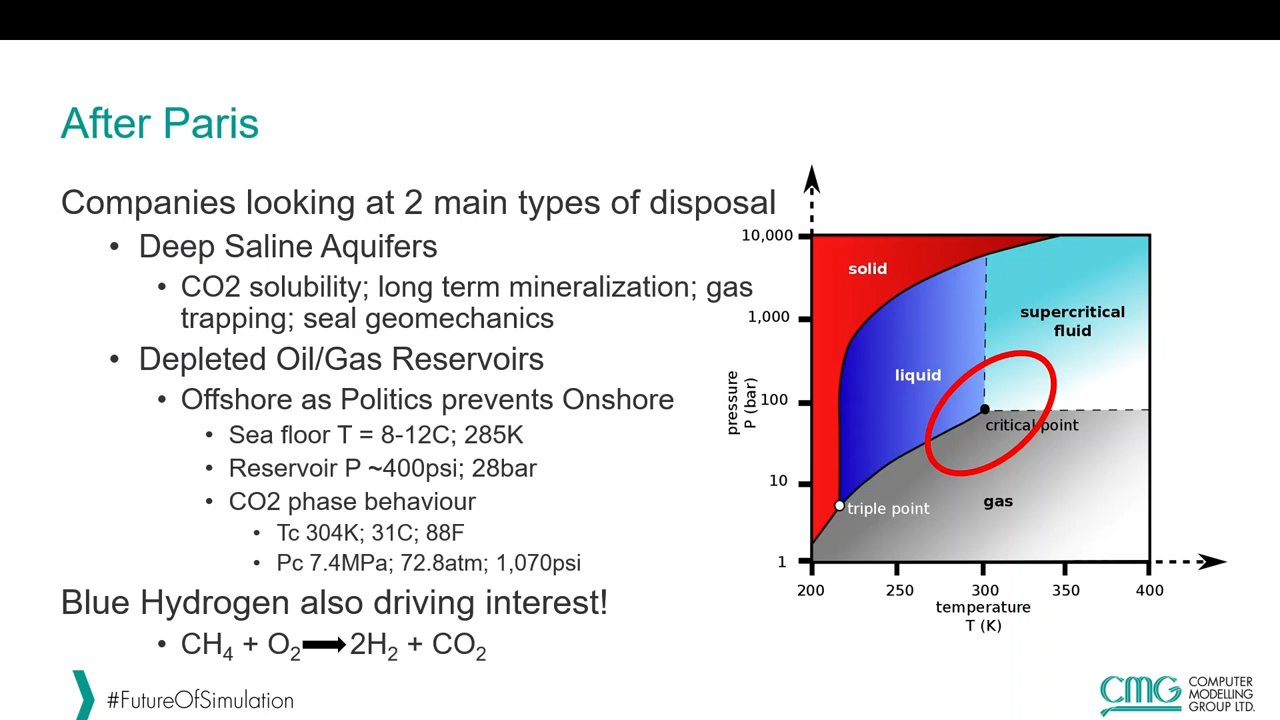 After Paris
Companies looking at 2 main types of disposal
• Deep Saline Aquifers
• CO2 solubility; long term mineralization; gas
trapping; seal geomechanics
• Depleted Oil/Gas Reservoirs
• Offshore as Politics prevents Onshore
• Sea floor T = 8-12C; 285K
• Reservoir P ~400psi; 28bar
• CO2 phase behaviour
• Tc 304K; 31C; 88F
• Pc 7.4MPa; 72.8atm; 1,070psi
Blue Hydrogen also driving interest!
• CH₄ + O₂ ➡ 2H₂ + CO₂
10,000
1,000
100
10
1
pressure
P (bar)
solid
liquid
supercritical
fluid
critical point
triple point
gas
200
250
300
350
400
temperature
T (K)
#FutureOfSimulation
CMG
COMPUTER
MODELLING
GROUP LTD.